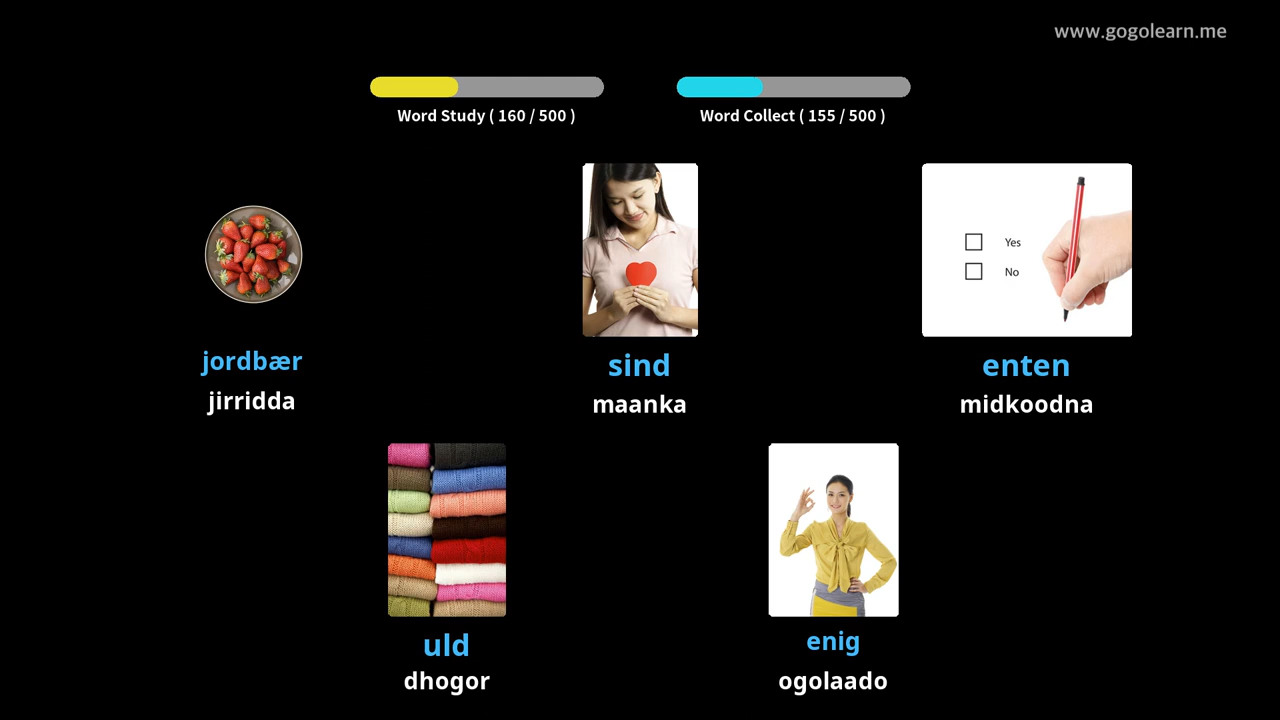 www.gogolearn.me
Word Study ( 160 / 500 )
Word Collect ( 155 / 500 )
Yes
No
jordbær
jirridda
sind
maanka
enten
midkoodna
uld
dhogor
enig
ogolaado